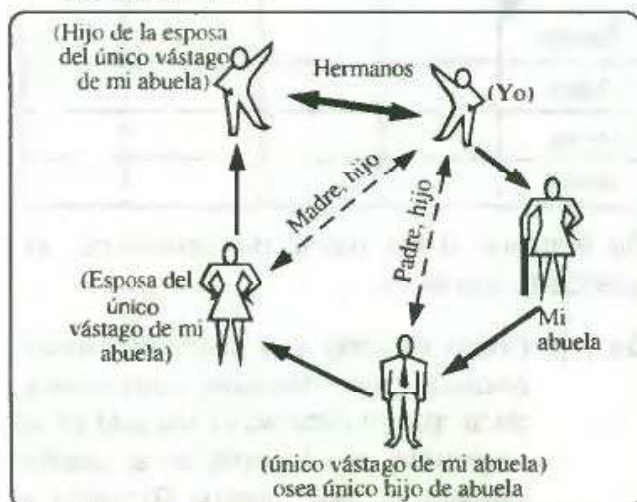 (Hijo de la esposa
del único vástago
de mi abuela)
Hermanos
(Yo)
Madre, hijo
Padre, hijo
(Esposa del
único
vástago de mi
abuela)
Mi
abuela
(único vástago de mi abuela)
osea único hijo de abuela